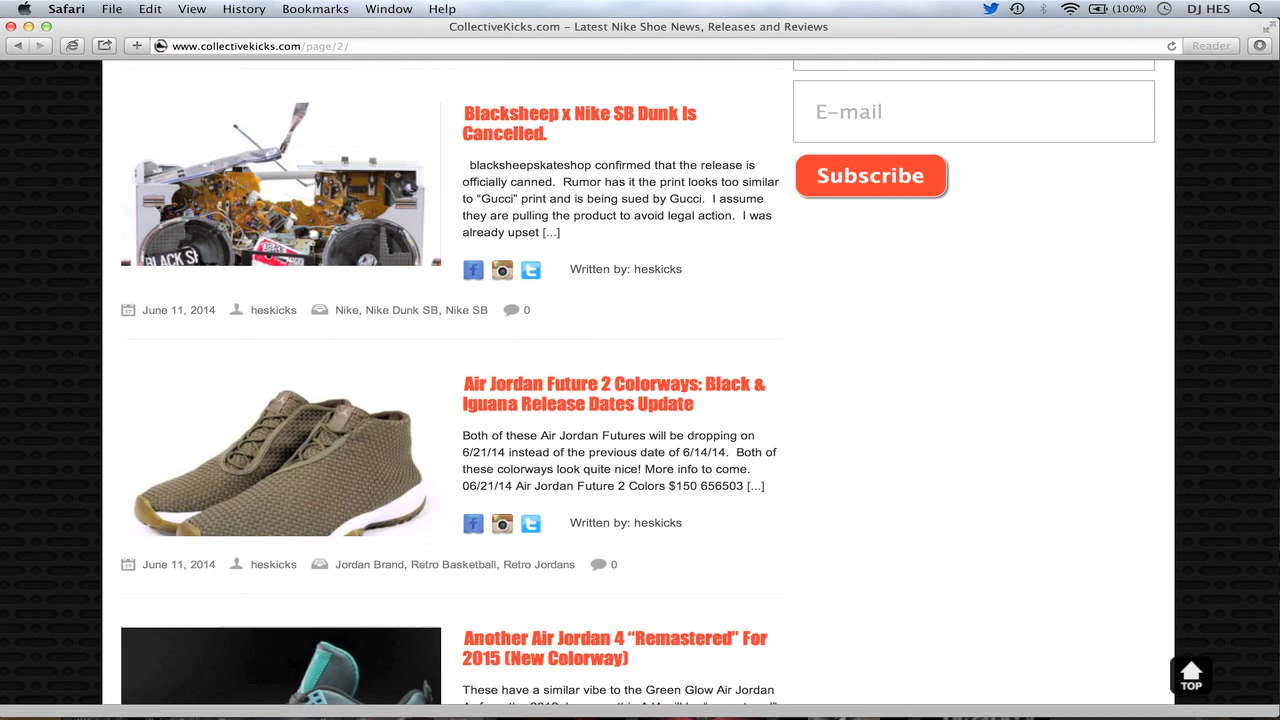 Safari File Edit View History Bookmarks Window Help (100%) DJ HES
CollectiveKicks.com – Latest Nike Shoe News, Releases and Reviews
www.collectivekicks.com/page/2/
Reader
E-mail
Subscribe
Blacksheep x Nike SB Dunk Is
Cancelled.
blacksheepskateshop confirmed that the release is
officially canned. Rumor has it the print looks too similar
to “Gucci” print and is being sued by Gucci. I assume
they are pulling the product to avoid legal action. I was
already upset [...]
Written by: heskicks
BLACK
June 11, 2014 heskicks Nike, Nike Dunk SB, Nike SB 0
Air Jordan Future 2 Colorways: Black &
Iguana Release Dates Update
Both of these Air Jordan Futures will be dropping on
6/21/14 instead of the previous date of 6/14/14. Both of
these colorways look quite nice! More info to come.
06/21/14 Air Jordan Future 2 Colors $150 656503 [...]
Written by: heskicks
June 11, 2014 heskicks Jordan Brand, Retro Basketball, Retro Jordans 0
Another Air Jordan 4 “Remastered” For
2015 (New Colorway)
These have a similar vibe to the Green Glow Air Jordan
TOP